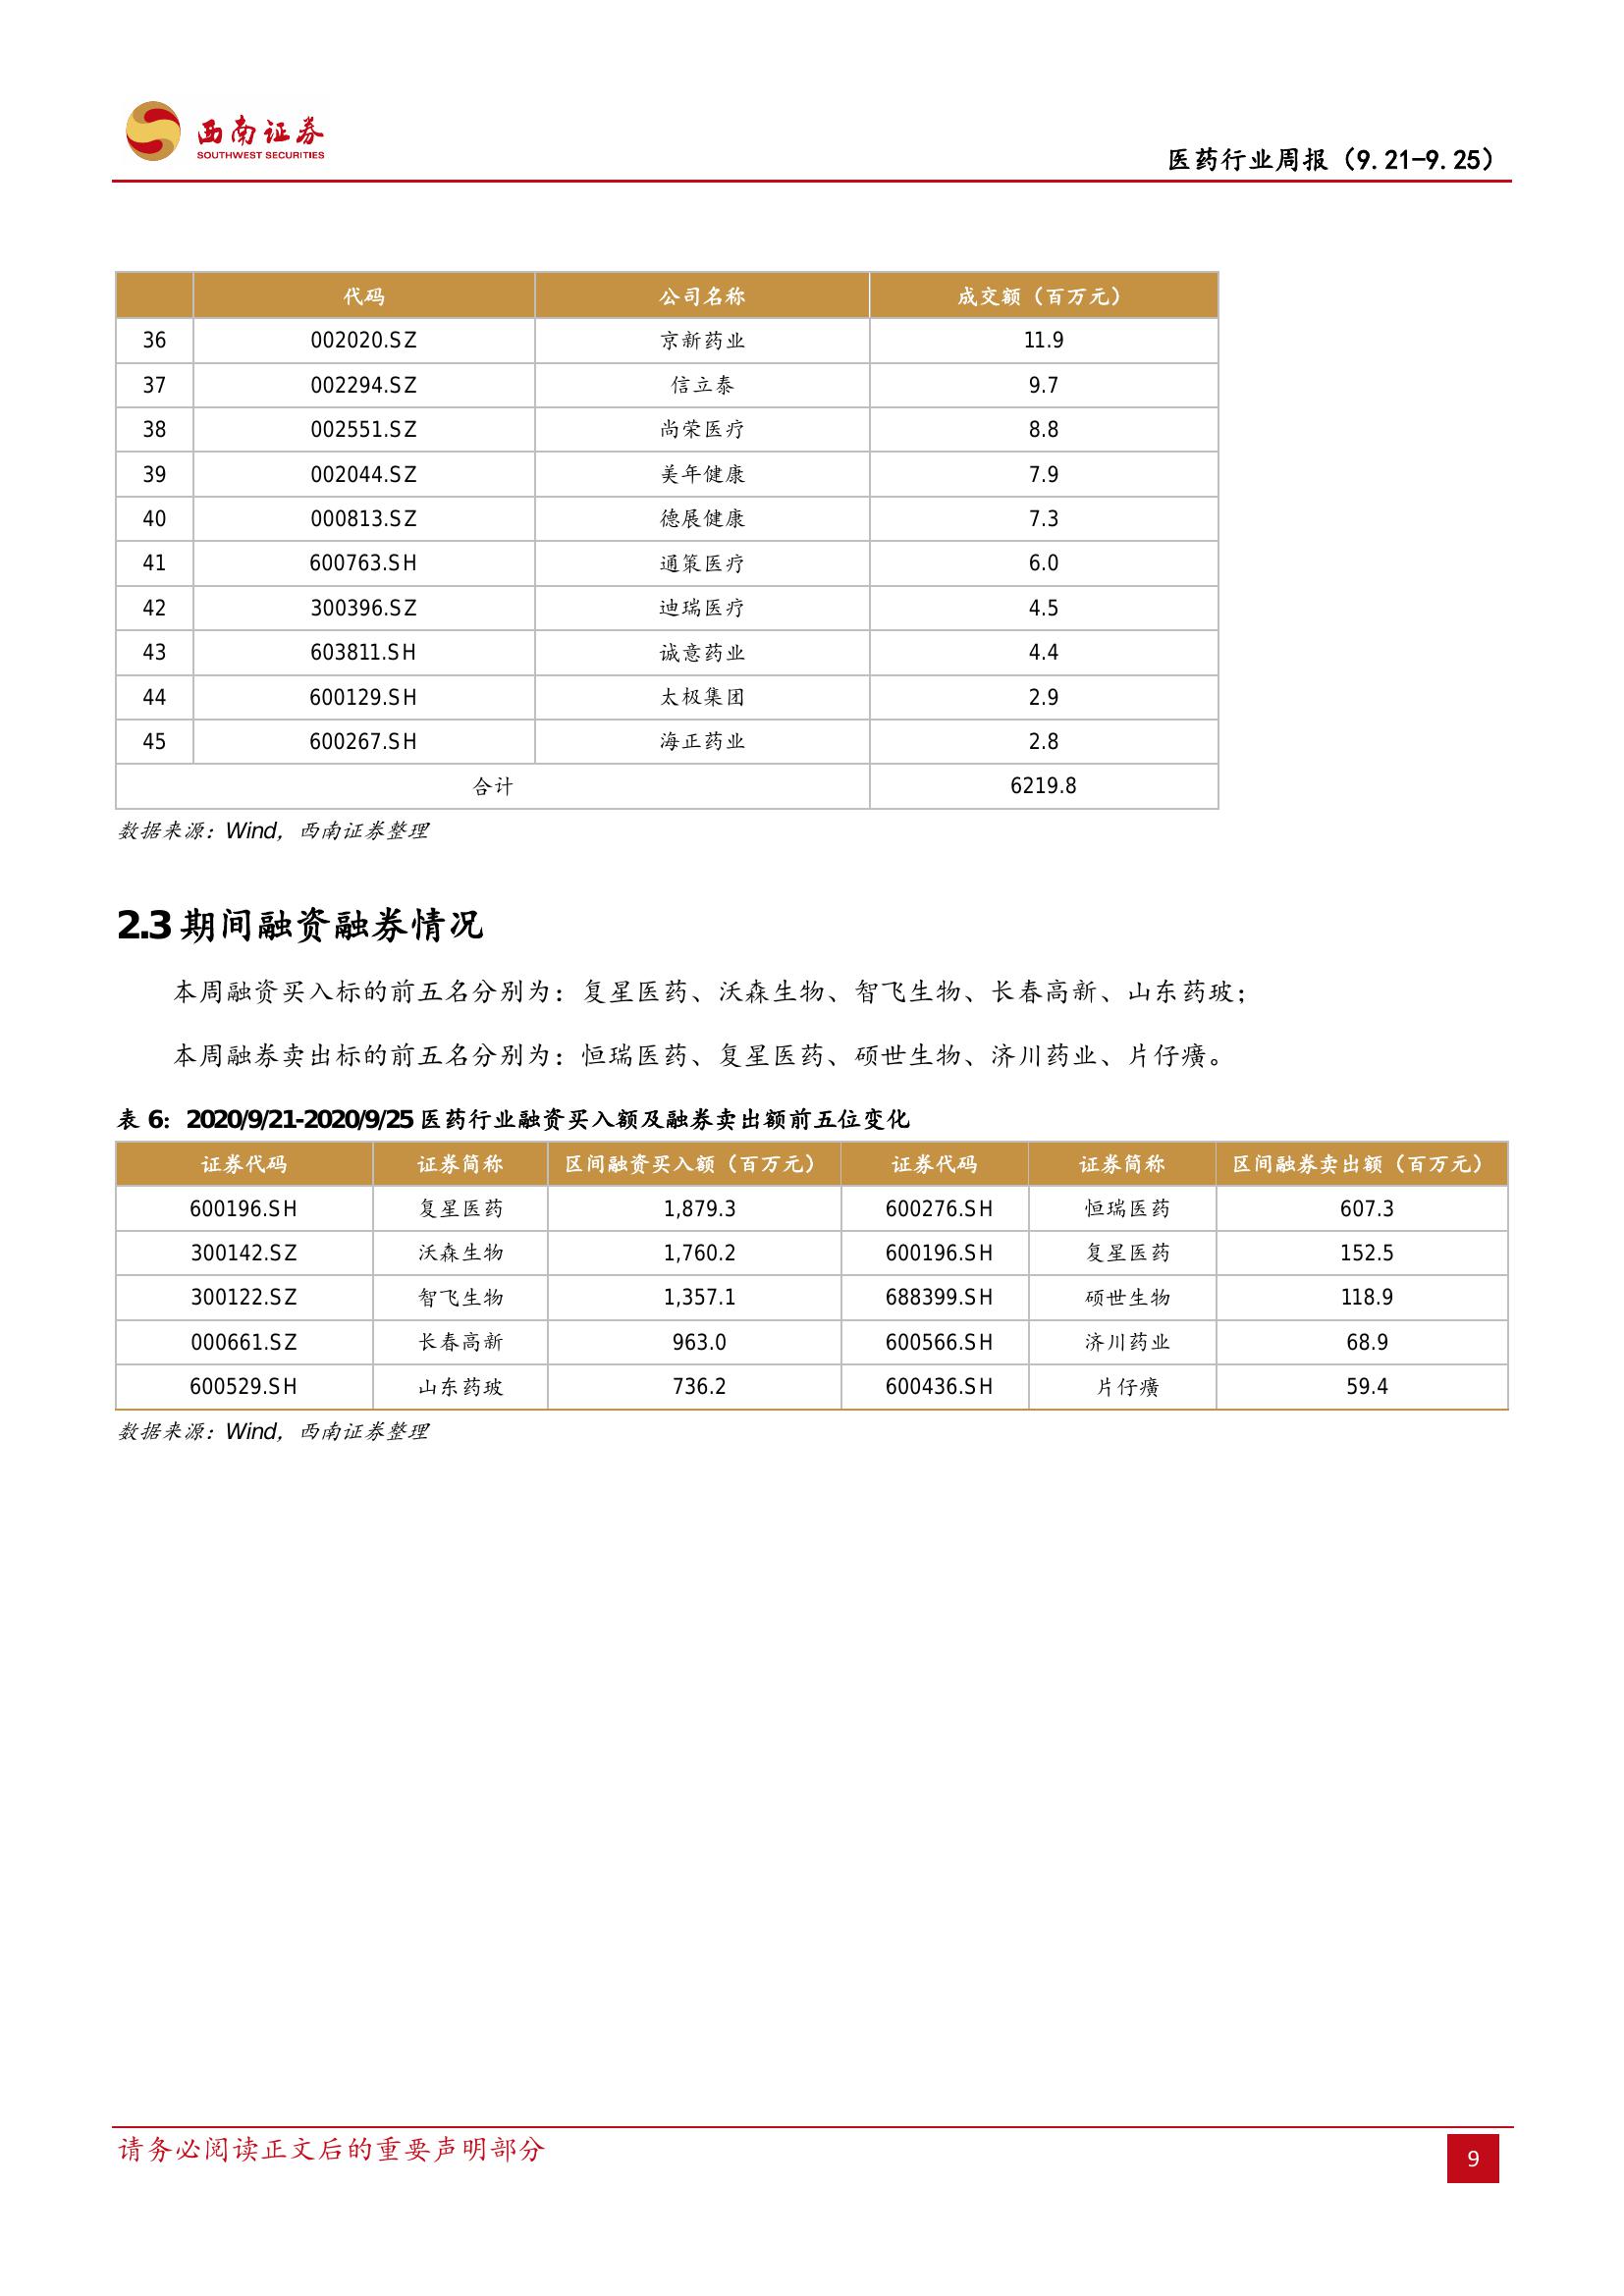 西南证券
SOUTHWEST SECURITIES
医药行业周报（9.21-9.25）
代码 公司名称 成交额（百万元）
36 002020.SZ 京新药业 11.9
37 002294.SZ 信立泰 9.7
38 002551.SZ 尚荣医疗 8.8
39 002044.SZ 美年健康 7.9
40 000813.SZ 德展健康 7.3
41 600763.SH 通策医疗 6.0
42 300396.SZ 迪瑞医疗 4.5
43 603811.SH 诚意药业 4.4
44 600129.SH 太极集团 2.9
45 600267.SH 海正药业 2.8
合计 6219.8
数据来源：Wind，西南证券整理
2.3 期间融资融券情况
本周融资买入标的前五名分别为：复星医药、沃森生物、智飞生物、长春高新、山东药玻；
本周融券卖出标的前五名分别为：恒瑞医药、复星医药、硕世生物、济川药业、片仔癀。
表 6：2020/9/21-2020/9/25 医药行业融资买入额及融券卖出额前五位变化
证券代码 证券简称 区间融资买入额（百万元） 证券代码 证券简称 区间融券卖出额（百万元）
600196.SH 复星医药 1,879.3 600276.SH 恒瑞医药 607.3
300142.SZ 沃森生物 1,760.2 600196.SH 复星医药 152.5
300122.SZ 智飞生物 1,357.1 688399.SH 硕世生物 118.9
000661.SZ 长春高新 963.0 600566.SH 济川药业 68.9
600529.SH 山东药玻 736.2 600436.SH 片仔癀 59.4
数据来源：Wind，西南证券整理
请务必阅读正文后的重要声明部分
9